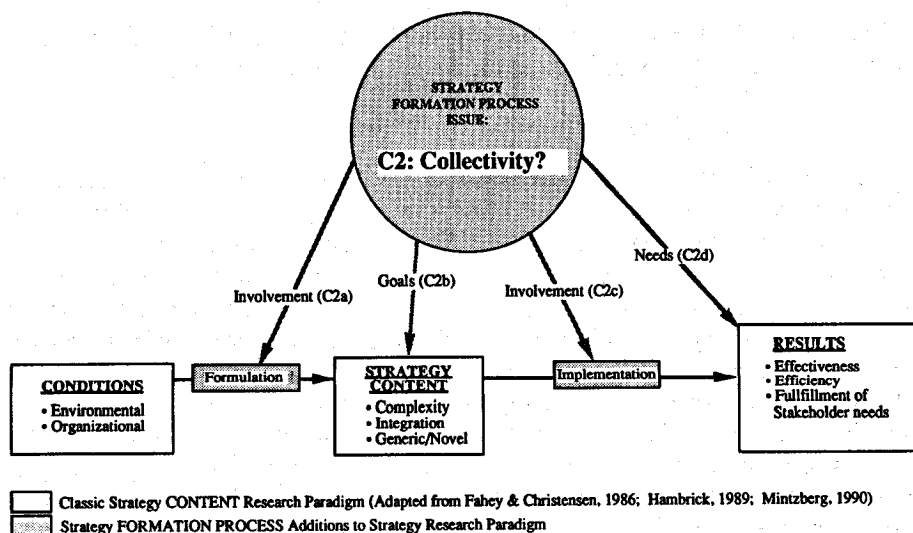 STRATEGY
FORMATION PROCESS
ISSUE:
C2: Collectivity?
Involvement (C2a)
Goals (C2b)
Involvement (C2c)
Needs (C2d)
CONDITIONS
• Environmental
• Organizational
Formulation
STRATEGY
CONTENT
• Complexity
• Integration
• Generic/Novel
Implementation
RESULTS
• Effectiveness
• Efficiency
• Fullfillment of
Stakeholder needs
Classic Strategy CONTENT Research Paradigm (Adapted from Fahey & Christensen, 1986; Hambrick, 1989; Mintzberg, 1990)
Strategy FORMATION PROCESS Additions to Strategy Research Paradigm